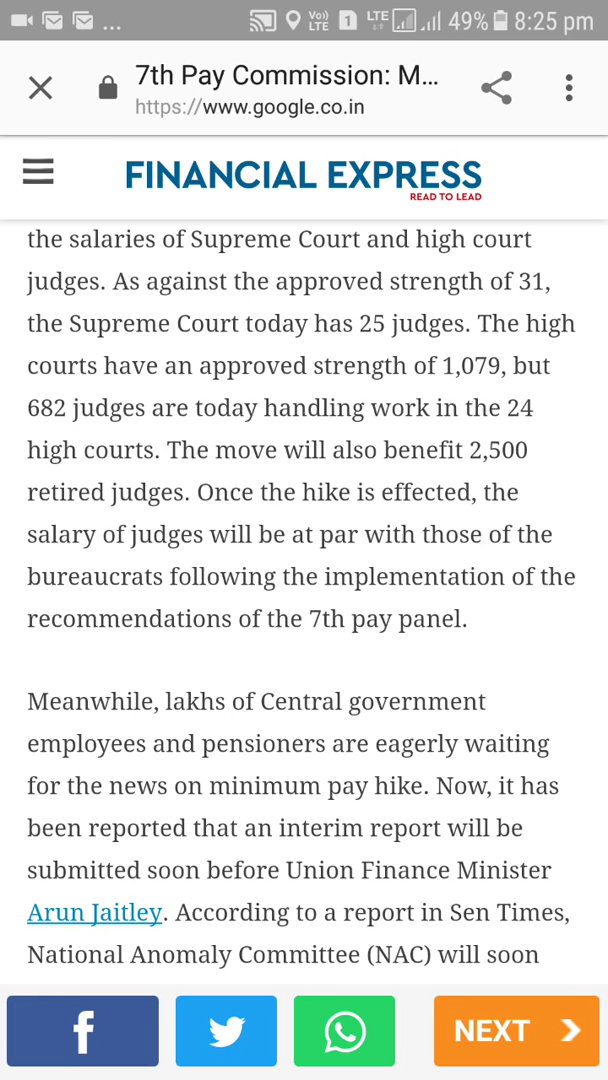 ... Vo)) LTE 1 LTE 49% 8:25 pm
7th Pay Commission: M...
https://www.google.co.in
FINANCIAL EXPRESS
READ TO LEAD
the salaries of Supreme Court and high court
judges. As against the approved strength of 31,
the Supreme Court today has 25 judges. The high
courts have an approved strength of 1,079, but
682 judges are today handling work in the 24
high courts. The move will also benefit 2,500
retired judges. Once the hike is effected, the
salary of judges will be at par with those of the
bureaucrats following the implementation of the
recommendations of the 7th pay panel.
Meanwhile, lakhs of Central government
employees and pensioners are eagerly waiting
for the news on minimum pay hike. Now, it has
been reported that an interim report will be
submitted soon before Union Finance Minister
Arun Jaitley. According to a report in Sen Times,
National Anomaly Committee (NAC) will soon
f NEXT